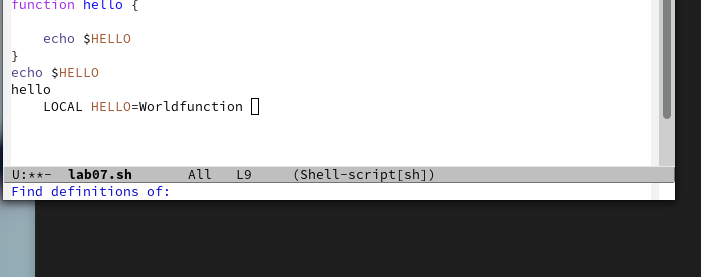 function hello {
    echo $HELLO
}
echo $HELLO
hello
    LOCAL HELLO=Worldfunction
U:**-  lab07.sh       All   L9     (Shell-script[sh])
Find definitions of: